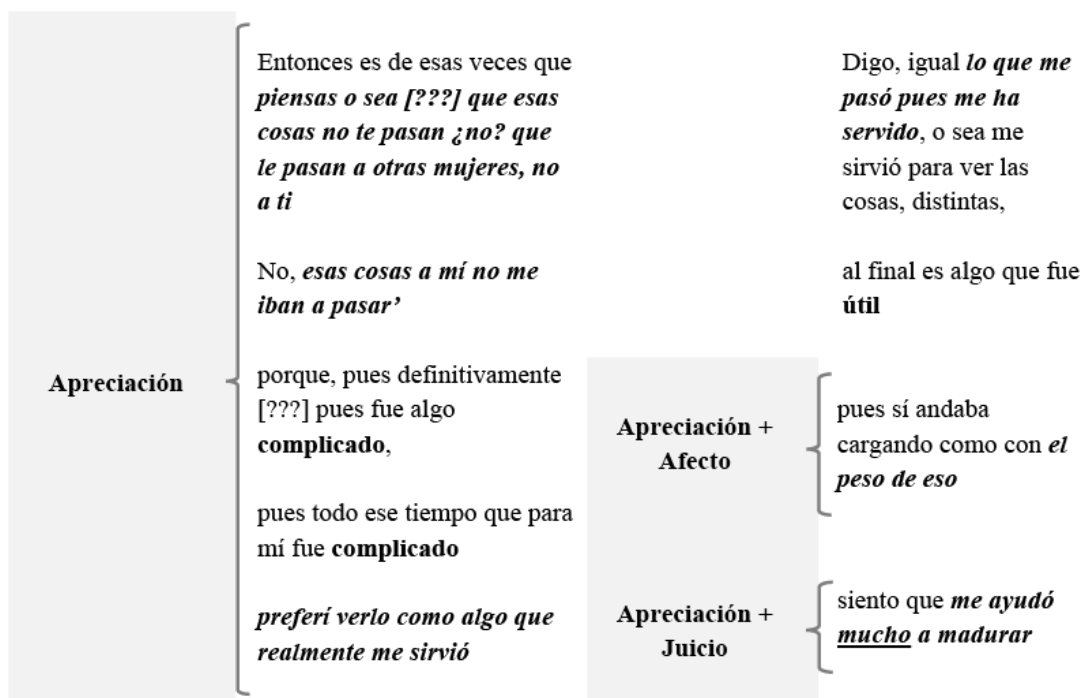 Apreciación
Entonces es de esas veces que
piensas o sea [???] que esas
cosas no te pasan ¿no? que
le pasan a otras mujeres, no
a ti
No, esas cosas a mí no me
iban a pasar’
porque, pues definitivamente
[???] pues fue algo
complicado,
pues todo ese tiempo que para
mí fue complicado
preferí verlo como algo que
realmente me sirvió
Digo, igual lo que me
pasó pues me ha
servido, o sea me
sirvió para ver las
cosas, distintas,
al final es algo que fue
útil
Apreciación +
Afecto
pues sí andaba
cargando como con el
peso de eso
Apreciación +
Juicio
siento que me ayudó
mucho a madurar